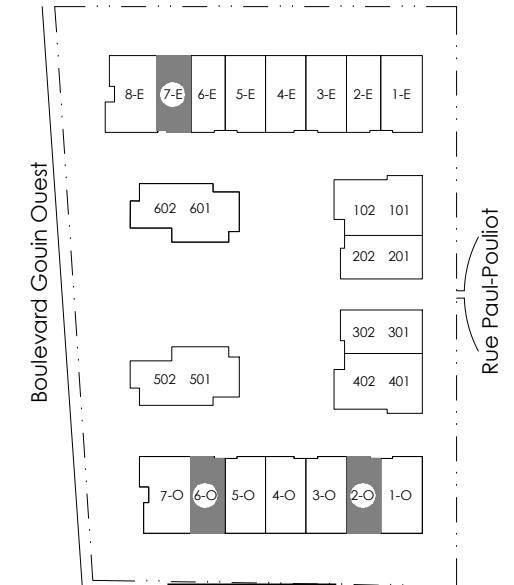 8-E 7-E 6-E 5-E 4-E 3-E 2-E 1-E
Boulevard Gouin Ouest
602 601
102 101
202 201
Rue Paul-Pouliot
302 301
502 501
402 401
7-O 6-O 5-O 4-O 3-O 2-O 1-O